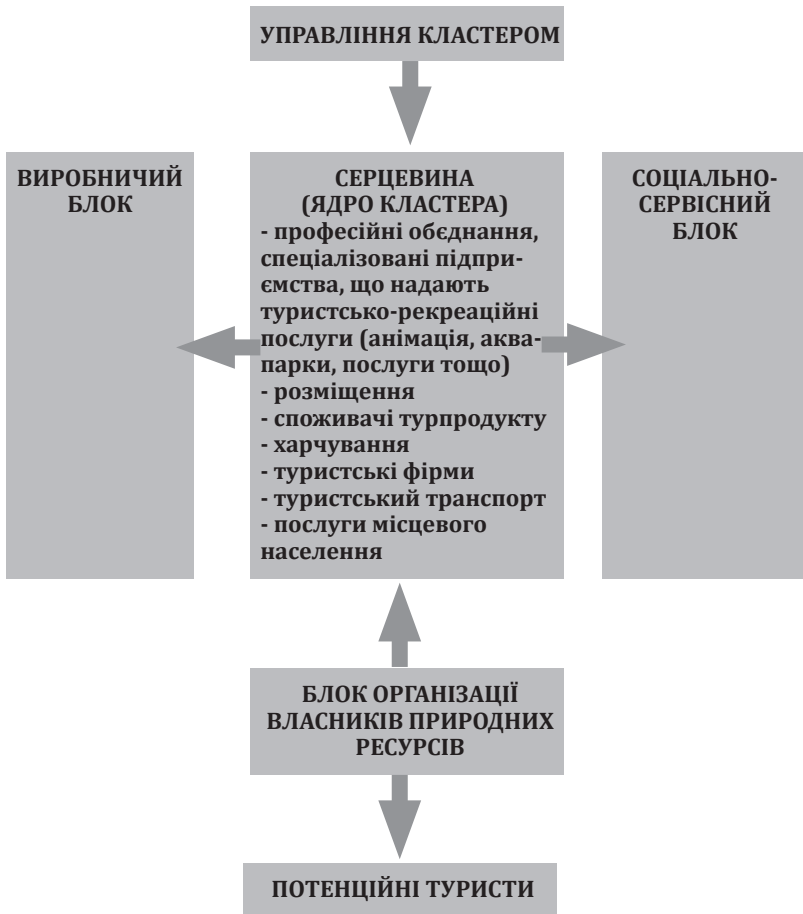 УПРАВЛІННЯ КЛАСТЕРОМ
ВИРОБНИЧИЙ
БЛОК
СЕРЦЕВИНА
(ЯДРО КЛАСТЕРА)
- професійні обєднання,
спеціалізовані підпри-
ємства, що надають
туристсько-рекреаційні
послуги (анімація, аква-
парки, послуги тощо)
- розміщення
- споживачі турпродукту
- харчування
- туристські фірми
- туристський транспорт
- послуги місцевого
населення
СОЦІАЛЬНО-
СЕРВІСНИЙ
БЛОК
БЛОК ОРГАНІЗАЦІЇ
ВЛАСНИКІВ ПРИРОДНИХ
РЕСУРСІВ
ПОТЕНЦІЙНІ ТУРИСТИ